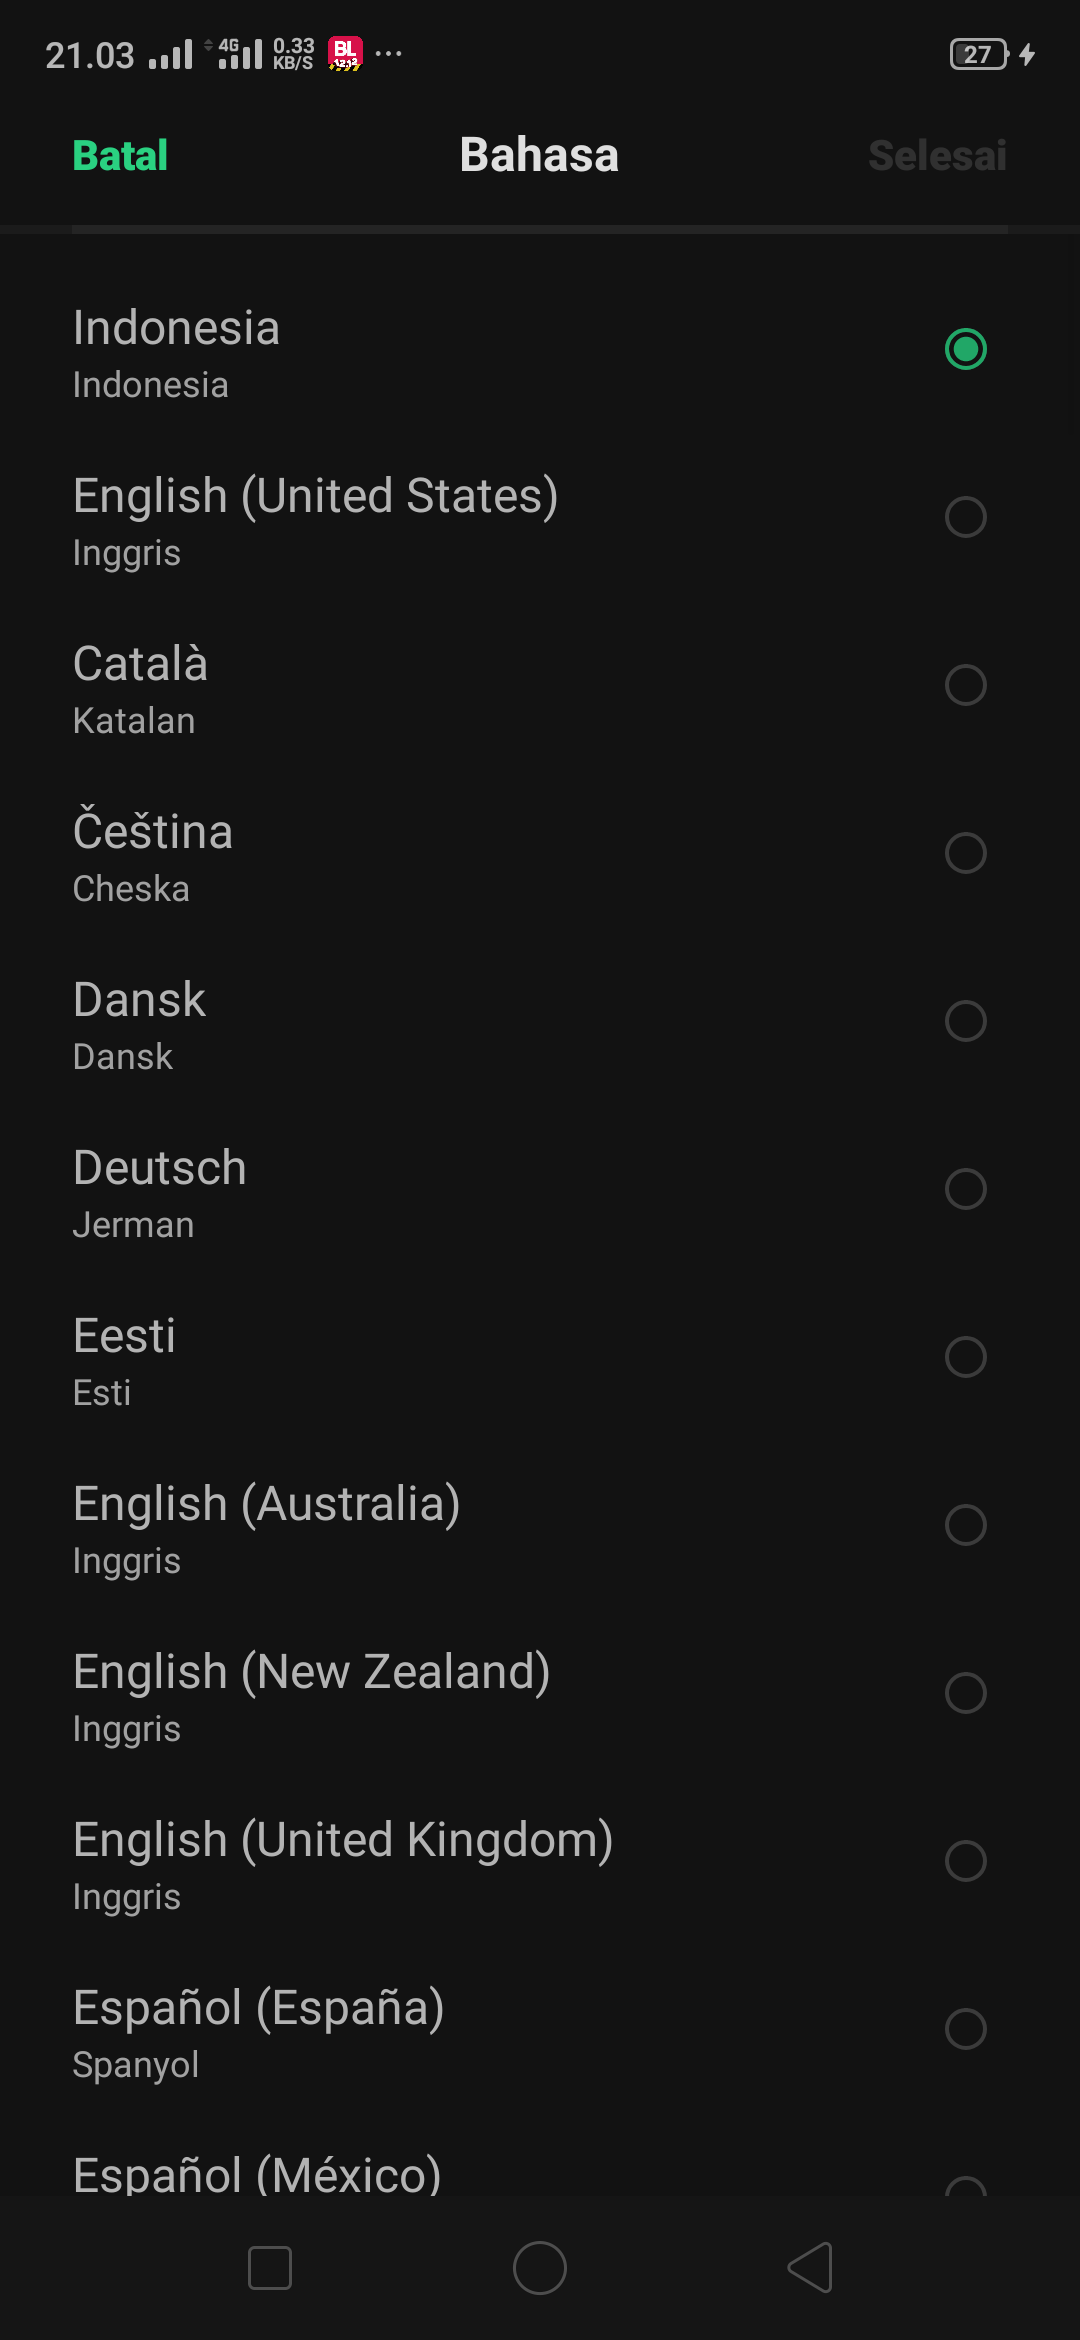 21.03 4G 0.33 KB/S BL 12.12 ... 27
Batal Bahasa Selesai
Indonesia
Indonesia
English (United States)
Inggris
Català
Katalan
Čeština
Cheska
Dansk
Dansk
Deutsch
Jerman
Eesti
Esti
English (Australia)
Inggris
English (New Zealand)
Inggris
English (United Kingdom)
Inggris
Español (España)
Spanyol
Español (México)